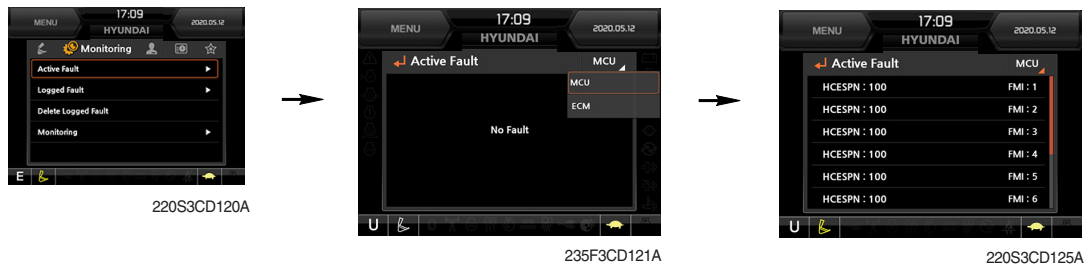 MENU
17:09
2020.05.12
HYUNDAI
Monitoring
Active Fault
Logged Fault
Delete Logged Fault
Monitoring
E
220S3CD120A
MENU
17:09
2020.05.12
HYUNDAI
Active Fault
MCU
MCU
ECM
No Fault
U
235F3CD121A
MENU
17:09
2020.05.12
HYUNDAI
Active Fault
MCU
HCESPN : 100 FMI : 1
HCESPN : 100 FMI : 2
HCESPN : 100 FMI : 3
HCESPN : 100 FMI : 4
HCESPN : 100 FMI : 5
HCESPN : 100 FMI : 6
U
220S3CD125A